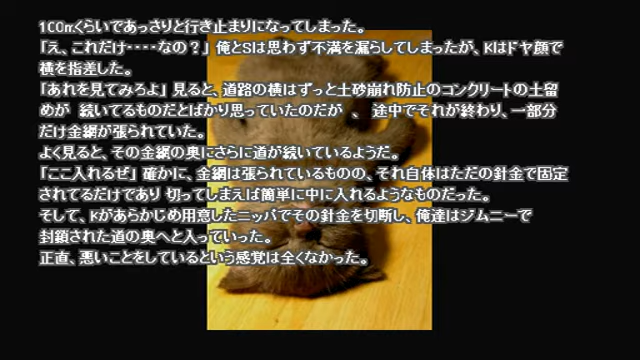 100mくらいであっさりと行き止まりになってしまった。
「え、これだけ・・・・なの？」 俺とSは思わず不満を漏らしてしまったが、Kはドヤ顔で
横を指差した。
「あれを見てみろよ」 見ると、道路の横はずっと土砂崩れ防止のコンクリートの土留
めが　続いてるものだとばかり思っていたのだが　、　途中でそれが終わり、一部分
だけ金網が張られていた。
よく見ると、その金網の奥にさらに道が続いているようだ。
「ここ入れるぜ」 確かに、金網は張られているものの、それ自体はただの針金で固定
されてるだけであり 切ってしまえば簡単に中に入れるようなものだった。
そして、Kがあらかじめ用意したニッパでその針金を切断し、俺達はジムニーで
封鎖された道の奥へと入っていった。
正直、悪いことをしているという感覚は全くなかった。